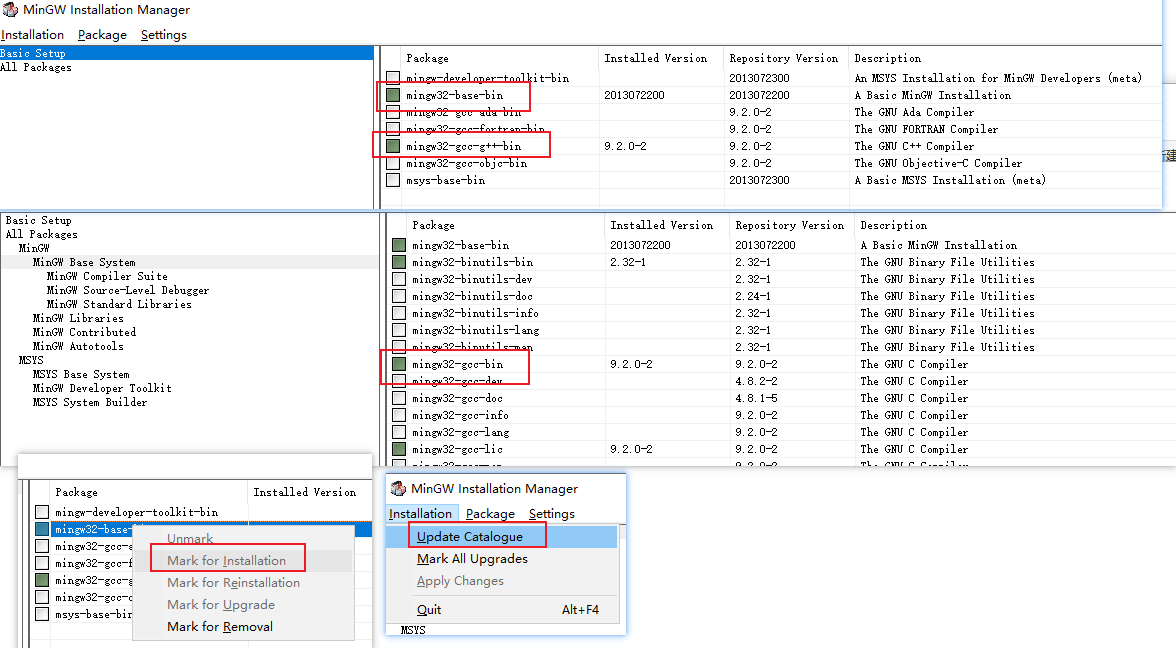 MinGW Installation Manager
Installation Package Settings
Basic Setup
All Packages
Package Installed Version Repository Version Description
mingw-developer-toolkit-bin 2013072300 An MSYS Installation for MinGW Developers (meta)
mingw32-base-bin 2013072200 2013072200 A Basic MinGW Installation
mingw32-gcc-ada-bin 9.2.0-2 The GNU Ada Compiler
mingw32-gcc-fortran-bin 9.2.0-2 The GNU FORTRAN Compiler
mingw32-gcc-g++-bin 9.2.0-2 9.2.0-2 The GNU C++ Compiler
mingw32-gcc-objc-bin 9.2.0-2 The GNU Objective-C Compiler
msys-base-bin 2013072300 A Basic MSYS Installation (meta)
Basic Setup
All Packages
MinGW
MinGW Base System
MinGW Compiler Suite
MinGW Source-Level Debugger
MinGW Standard Libraries
MinGW Libraries
MinGW Contributed
MinGW Autotools
MSYS
MSYS Base System
MinGW Developer Toolkit
MSYS System Builder
Package Installed Version Repository Version Description
mingw32-base-bin 2013072200 2013072200 A Basic MinGW Installation
mingw32-binutils-bin 2.32-1 2.32-1 The GNU Binary File Utilities
mingw32-binutils-dev 2.32-1 The GNU Binary File Utilities
mingw32-binutils-doc 2.24-1 The GNU Binary File Utilities
mingw32-binutils-info 2.32-1 The GNU Binary File Utilities
mingw32-binutils-lang 2.32-1 The GNU Binary File Utilities
mingw32-binutils-man 2.32-1 The GNU Binary File Utilities
mingw32-gcc-bin 9.2.0-2 9.2.0-2 The GNU C Compiler
mingw32-gcc-dev 4.8.2-2 The GNU C Compiler
mingw32-gcc-doc 4.8.1-5 The GNU C Compiler
mingw32-gcc-info 9.2.0-2 The GNU C Compiler
mingw32-gcc-lang 9.2.0-2 The GNU C Compiler
mingw32-gcc-lic 9.2.0-2 9.2.0-2 The GNU C Compiler
Package Installed Version
mingw-developer-toolkit-bin
mingw32-base-
mingw32-gcc-
mingw32-gcc-
mingw32-gcc-
mingw32-gcc-
msys-base-bin
Unmark
Mark for Installation
Mark for Reinstallation
Mark for Upgrade
Mark for Removal
MinGW Installation Manager
Installation Package Settings
Update Catalogue
Mark All Upgrades
Apply Changes
Quit Alt+F4
MSYS